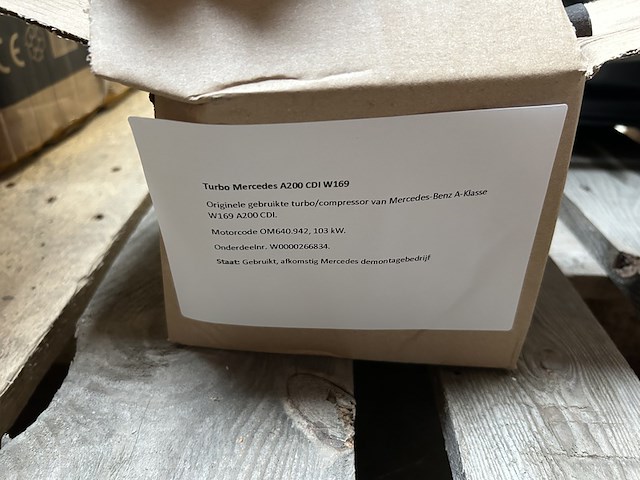 CE
Turbo Mercedes A200 CDI W169
Originele gebruikte turbo/compressor van Mercedes-Benz A-Klasse
W169 A200 CDI.
Motorcode OM640.942, 103 kW.
Onderdeelnr. W0000266834.
Staat: Gebruikt, afkomstig Mercedes demontagebedrijf